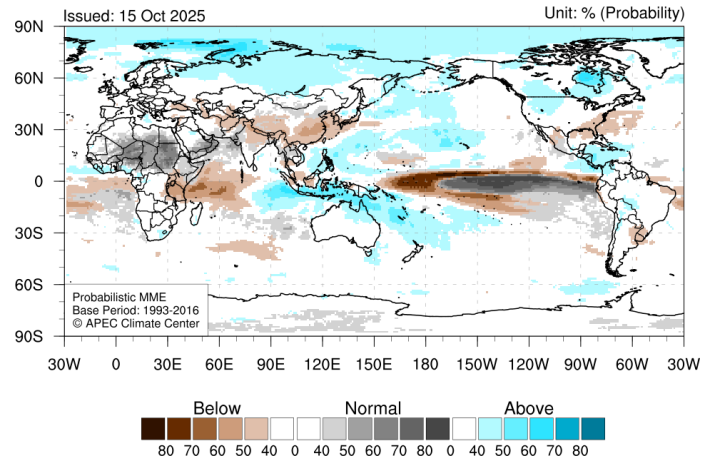 Issued: 15 Oct 2025
Unit: % (Probability)
90N
60N
30N
0
30S
60S
90S
Probabilistic MME
Base Period: 1993-2016
© APEC Climate Center
30W 0 30E 60E 90E 120E 150E 180 150W 120W 90W 60W 30W
Below Normal Above
80 70 60 50 40 0 40 50 60 70 80 0 40 50 60 70 80